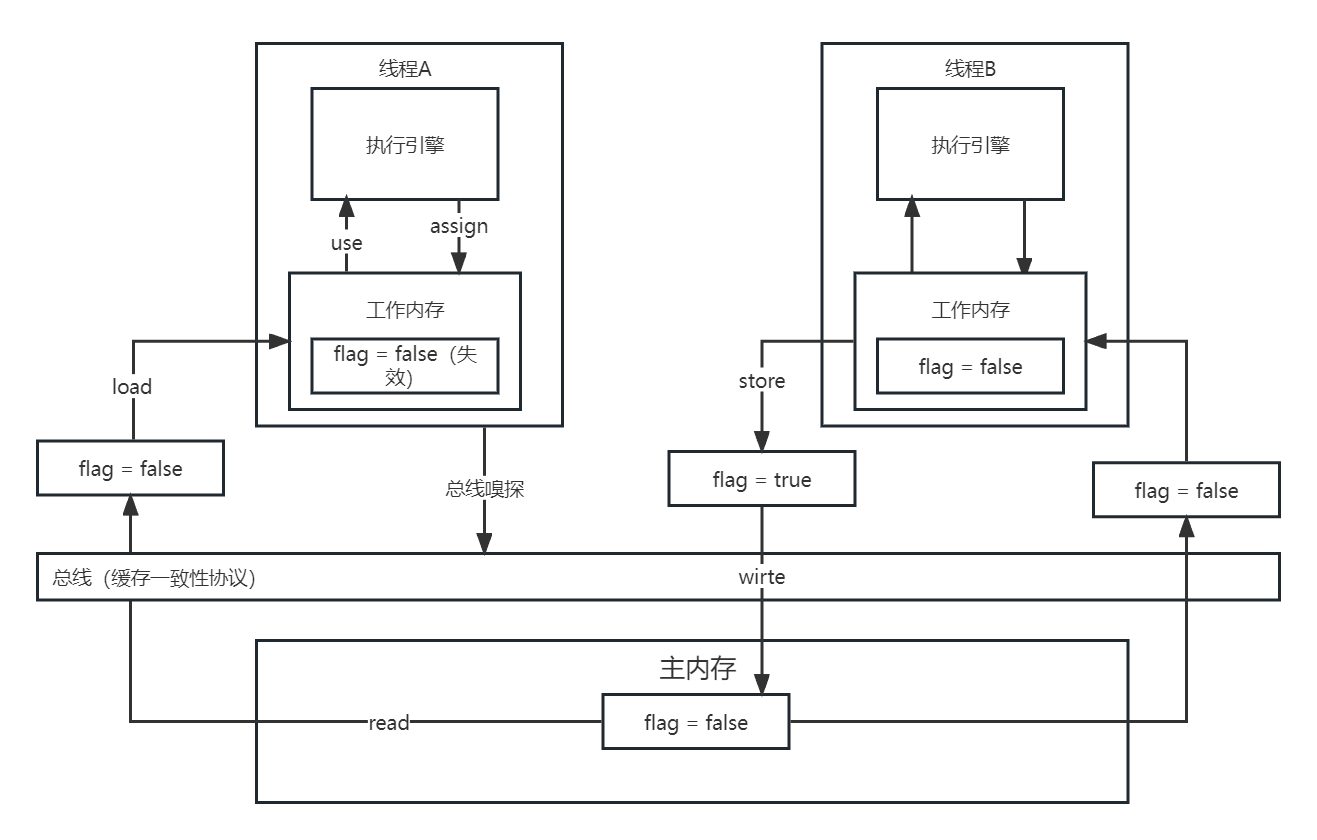 线程A
线程B
执行引擎
执行引擎
use
assign
工作内存
工作内存
flag = false（失
效）
flag = false
load
store
flag = false
flag = true
flag = false
总线嗅探
总线（缓存一致性协议）
wirte
主内存
read
flag = false